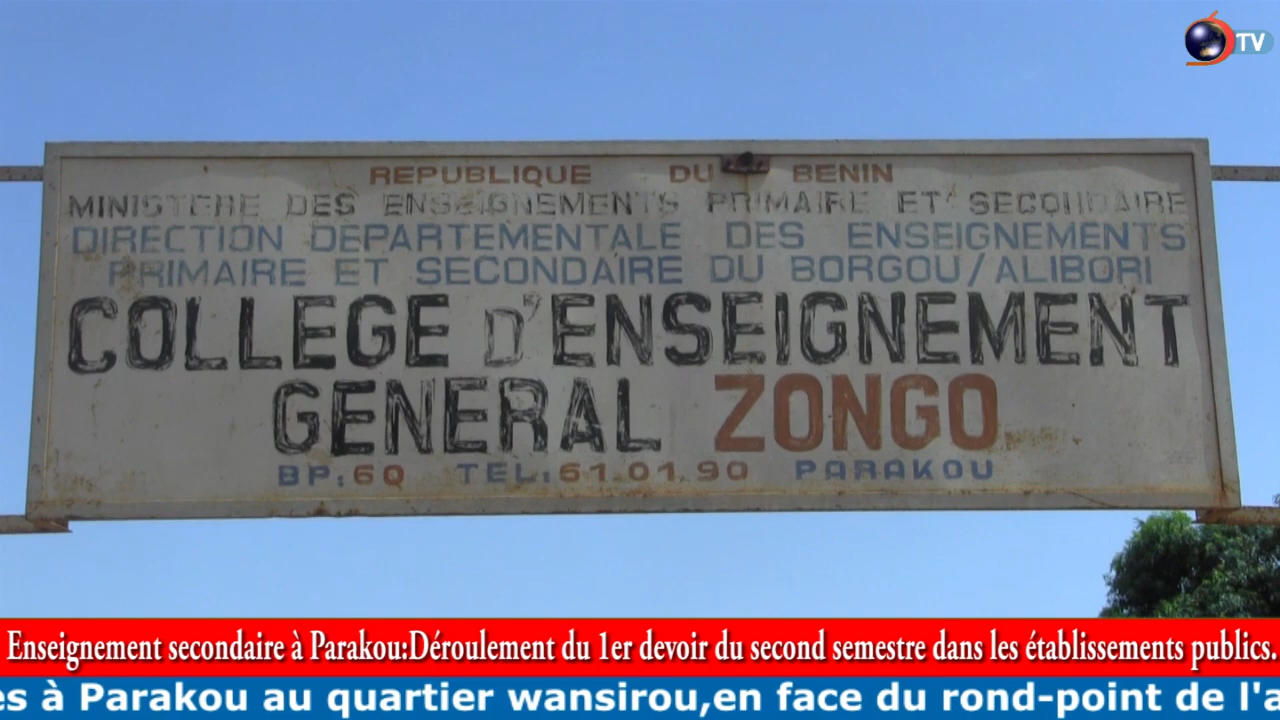 TV
REPUBLIQUE DU BENIN
MINISTERE DES ENSEIGNEMENTS PRIMAIRE ET SECONDAIRE
DIRECTION DEPARTEMENTALE DES ENSEIGNEMENTS
PRIMAIRE ET SECONDAIRE DU BORGOU/ALIBORI
COLLEGE D'ENSEIGNEMENT
GENERAL ZONGO
BP:6Q TEL:61.01.90 PARAKOU
Enseignement secondaire à Parakou:Déroulement du 1er devoir du second semestre dans les établissements publics.
es à Parakou au quartier wansirou,en face du rond-point de l'a